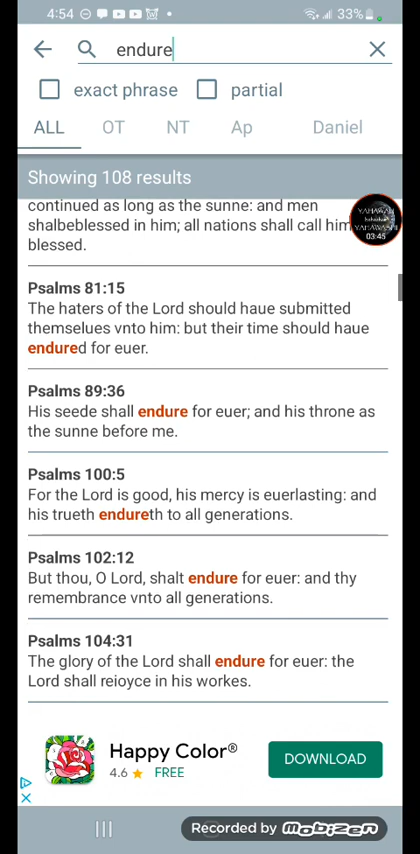 4:54
33%
endure
exact phrase
partial
ALL OT NT Ap Daniel
Showing 108 results
continued as long as the sunne: and men
shalbeblessed in him; all nations shall call him
blessed.
YAHAWAH
YAHAWASHI
03:45
Psalms 81:15
The haters of the Lord should haue submitted
themselues vnto him: but their time should haue
endured for euer.
Psalms 89:36
His seede shall endure for euer; and his throne as
the sunne before me.
Psalms 100:5
For the Lord is good, his mercy is euerlasting: and
his trueth endureth to all generations.
Psalms 102:12
But thou, O Lord, shalt endure for euer: and thy
remembrance vnto all generations.
Psalms 104:31
The glory of the Lord shall endure for euer: the
Lord shall reioyce in his workes.
Happy Color®
4.6 ★ FREE
DOWNLOAD
Recorded by mobizen